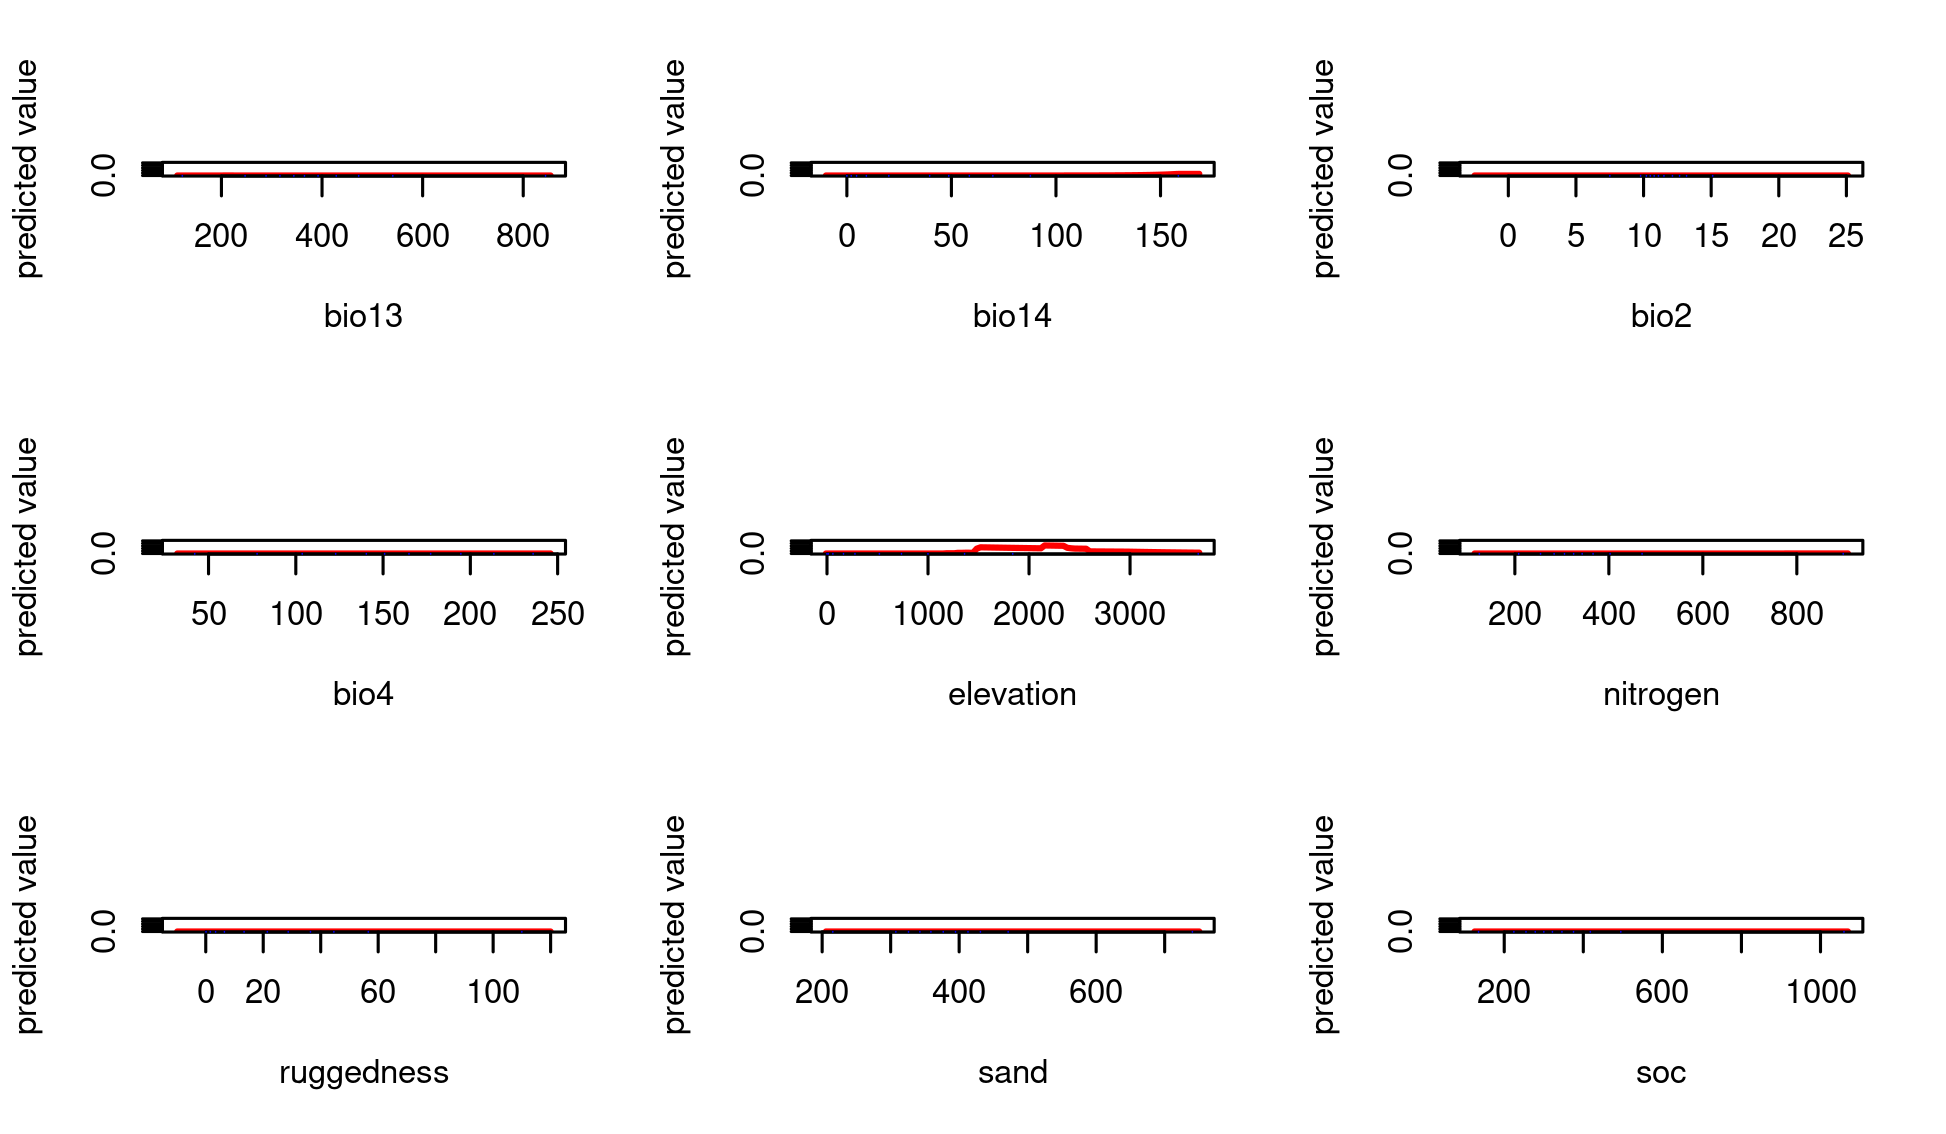 predicted value
0.0
200 400 600 800
bio13
predicted value
0.0
0 50 100 150
bio14
predicted value
0.0
0 5 10 15 20 25
bio2
predicted value
0.0
50 100 150 200 250
bio4
predicted value
0.0
0 1000 2000 3000
elevation
predicted value
0.0
200 400 600 800
nitrogen
predicted value
0.0
0 20 60 100
ruggedness
predicted value
0.0
200 400 600
sand
predicted value
0.0
200 600 1000
soc